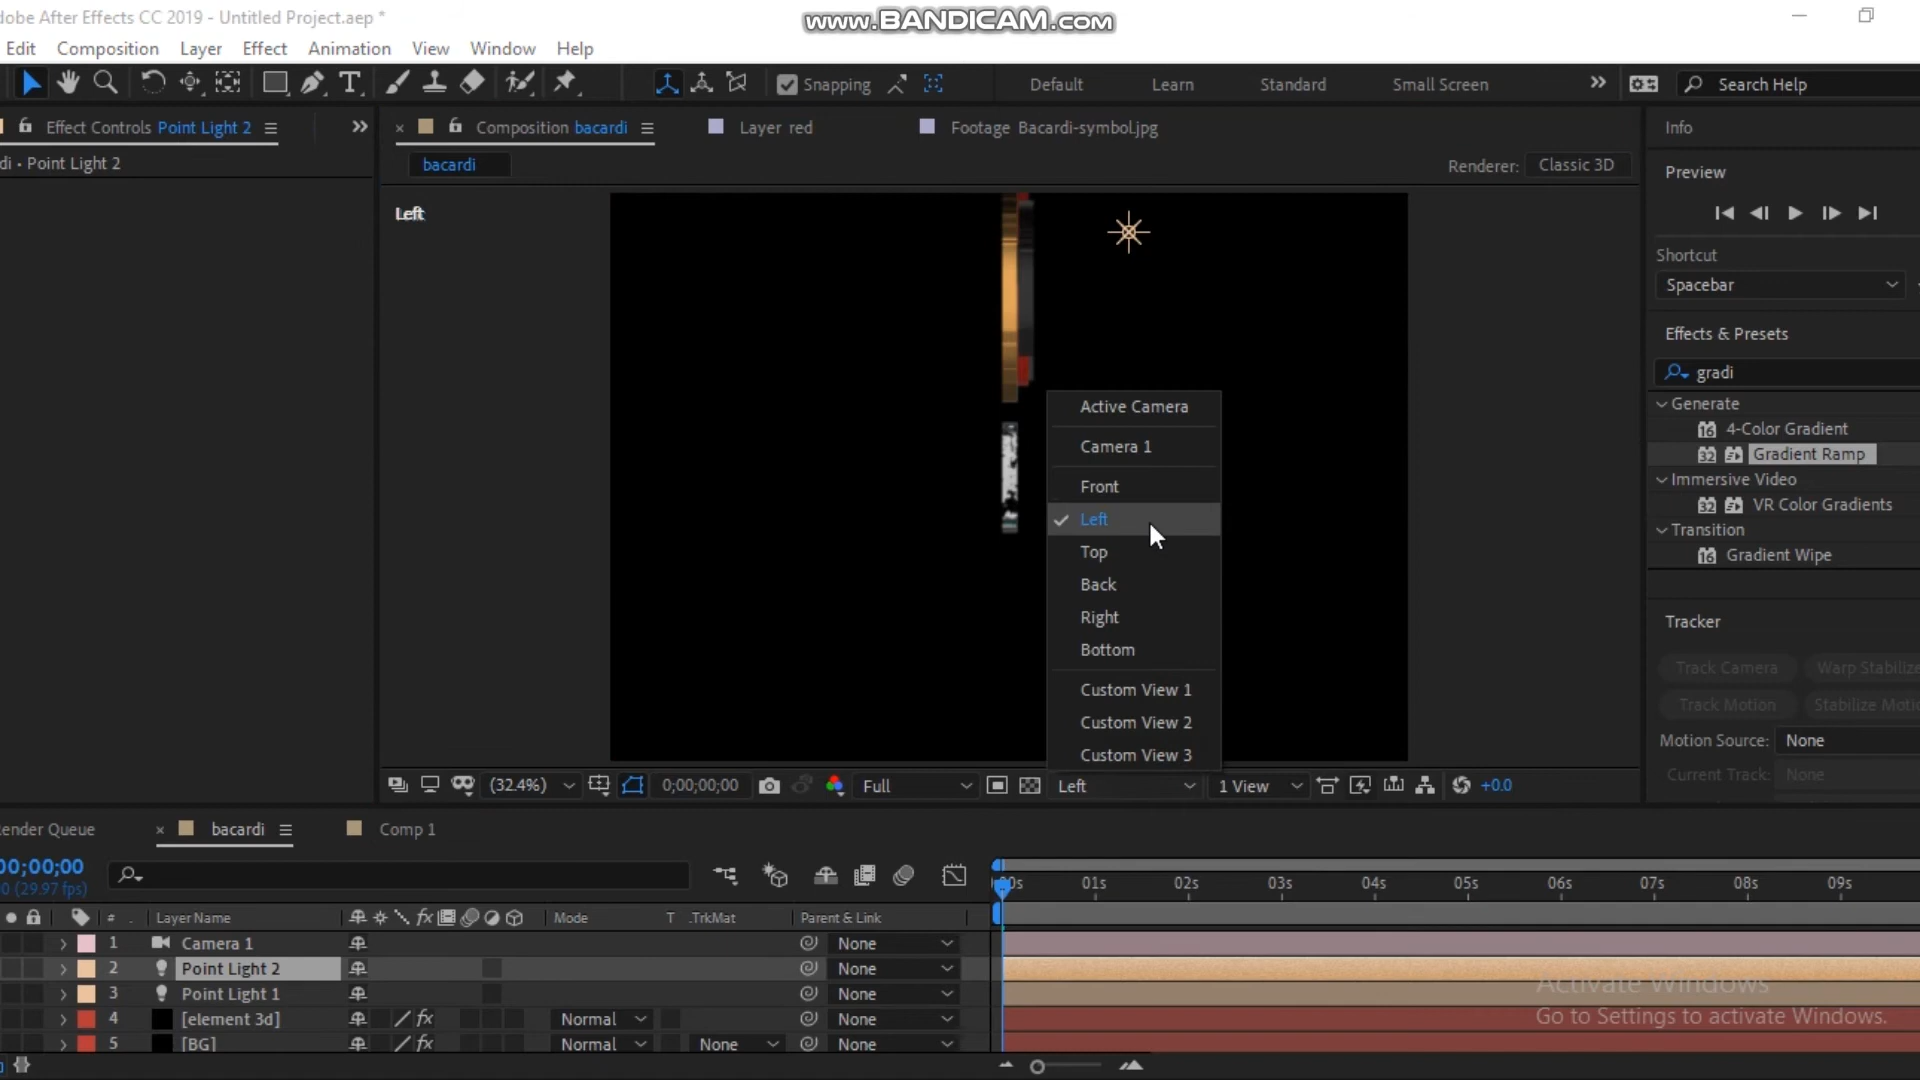 dobe After Effects CC 2019 - Untitled Project.aep *
www.BANDICAM.com
Edit Composition Layer Effect Animation View Window Help
Snapping Default Learn Standard Small Screen Search Help
Effect Controls Point Light 2
Composition bacardi
Layer red
Footage Bacardi-symbol.jpg
Info
di • Point Light 2
bacardi
Renderer: Classic 3D
Preview
Left
Shortcut
Spacebar
Effects & Presets
gradi
Generate
4-Color Gradient
Gradient Ramp
Immersive Video
VR Color Gradients
Transition
Gradient Wipe
Active Camera
Camera 1
Front
Left
Top
Back
Right
Bottom
Custom View 1
Custom View 2
Custom View 3
Tracker
Track Camera Warp Stabilize
Track Motion Stabilize Moti
Motion Source: None
Current Track: None
(32.4%) 0;00;00;00 Full Left 1 View +0.0
ender Queue bacardi Comp 1
00;00;00
0 (29.97 fps)
00s 01s 02s 03s 04s 05s 06s 07s 08s 09s
# Layer Name fx Mode T .TrkMat Parent & Link
1 Camera 1 None
2 Point Light 2 None
3 Point Light 1 None
4 [element 3d] fx Normal None
5 [BG] fx Normal None None
Activate Windows
Go to Settings to activate Windows.